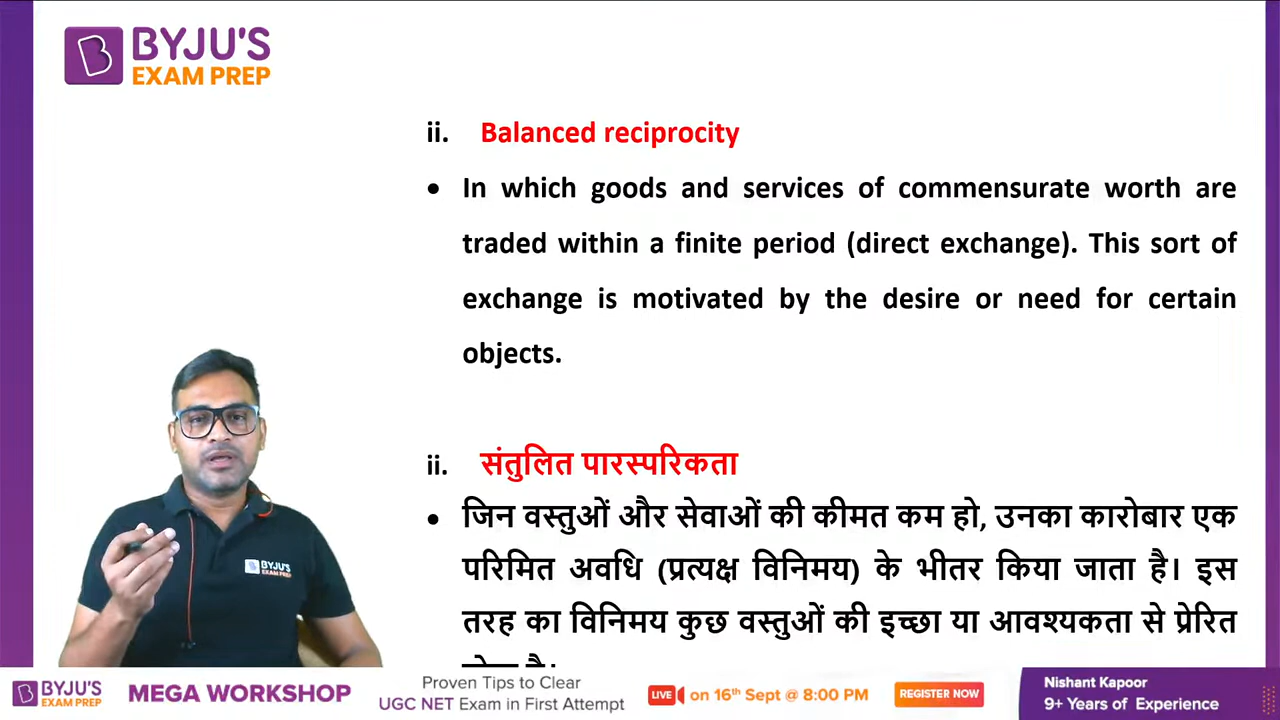 BYJU'S
EXAM PREP
ii. Balanced reciprocity
• In which goods and services of commensurate worth are
traded within a finite period (direct exchange). This sort of
exchange is motivated by the desire or need for certain
objects.
ii. संतुलित पारस्परिकता
• जिन वस्तुओं और सेवाओं की कीमत कम हो, उनका कारोबार एक
परिमित अवधि (प्रत्यक्ष विनिमय) के भीतर किया जाता है। इस
तरह का विनिमय कुछ वस्तुओं की इच्छा या आवश्यकता से प्रेरित
BYJU'S
EXAM PREP
BYJU'S
EXAM PREP
MEGA WORKSHOP
Proven Tips to Clear
UGC NET Exam in First Attempt
LIVE on 16th Sept @ 8:00 PM
REGISTER NOW
Nishant Kapoor
9+ Years of Experience